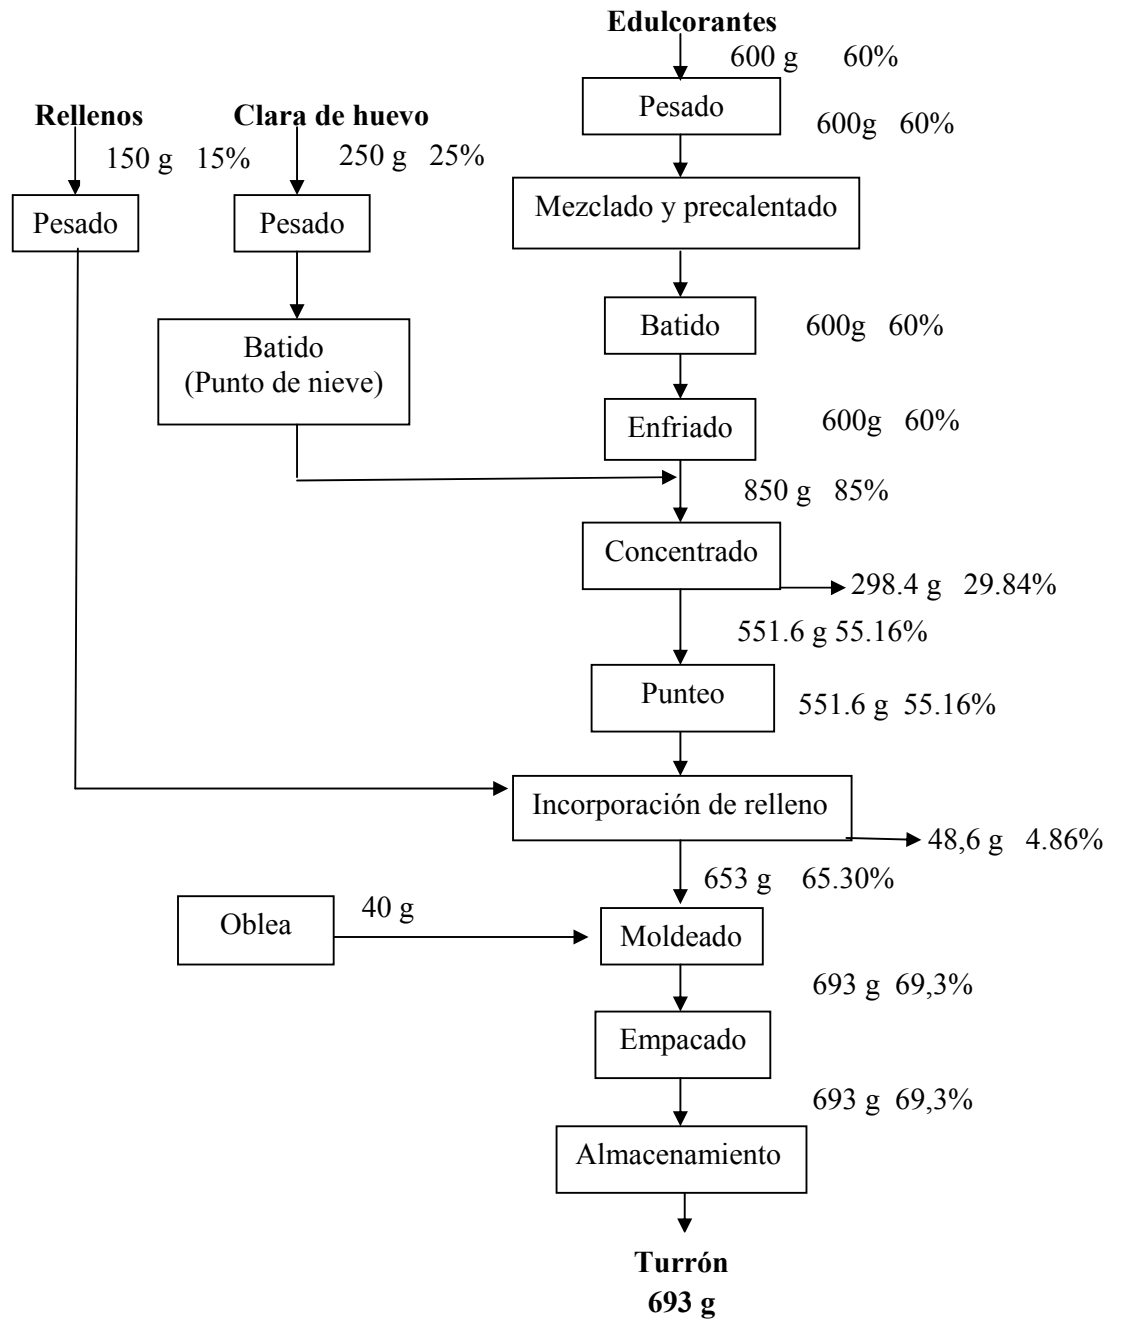 Edulcorantes
600 g 60%
Pesado
600g 60%
Rellenos
150 g 15%
Pesado
Clara de huevo
250 g 25%
Pesado
Batido
(Punto de nieve)
Mezclado y precalentado
Batido
600g 60%
Enfriado
600g 60%
850 g 85%
Concentrado
298.4 g 29.84%
551.6 g 55.16%
Punteo
551.6 g 55.16%
Incorporación de relleno
48,6 g 4.86%
653 g 65.30%
Oblea
40 g
Moldeado
693 g 69,3%
Empacado
693 g 69,3%
Almacenamiento
Turrón
693 g